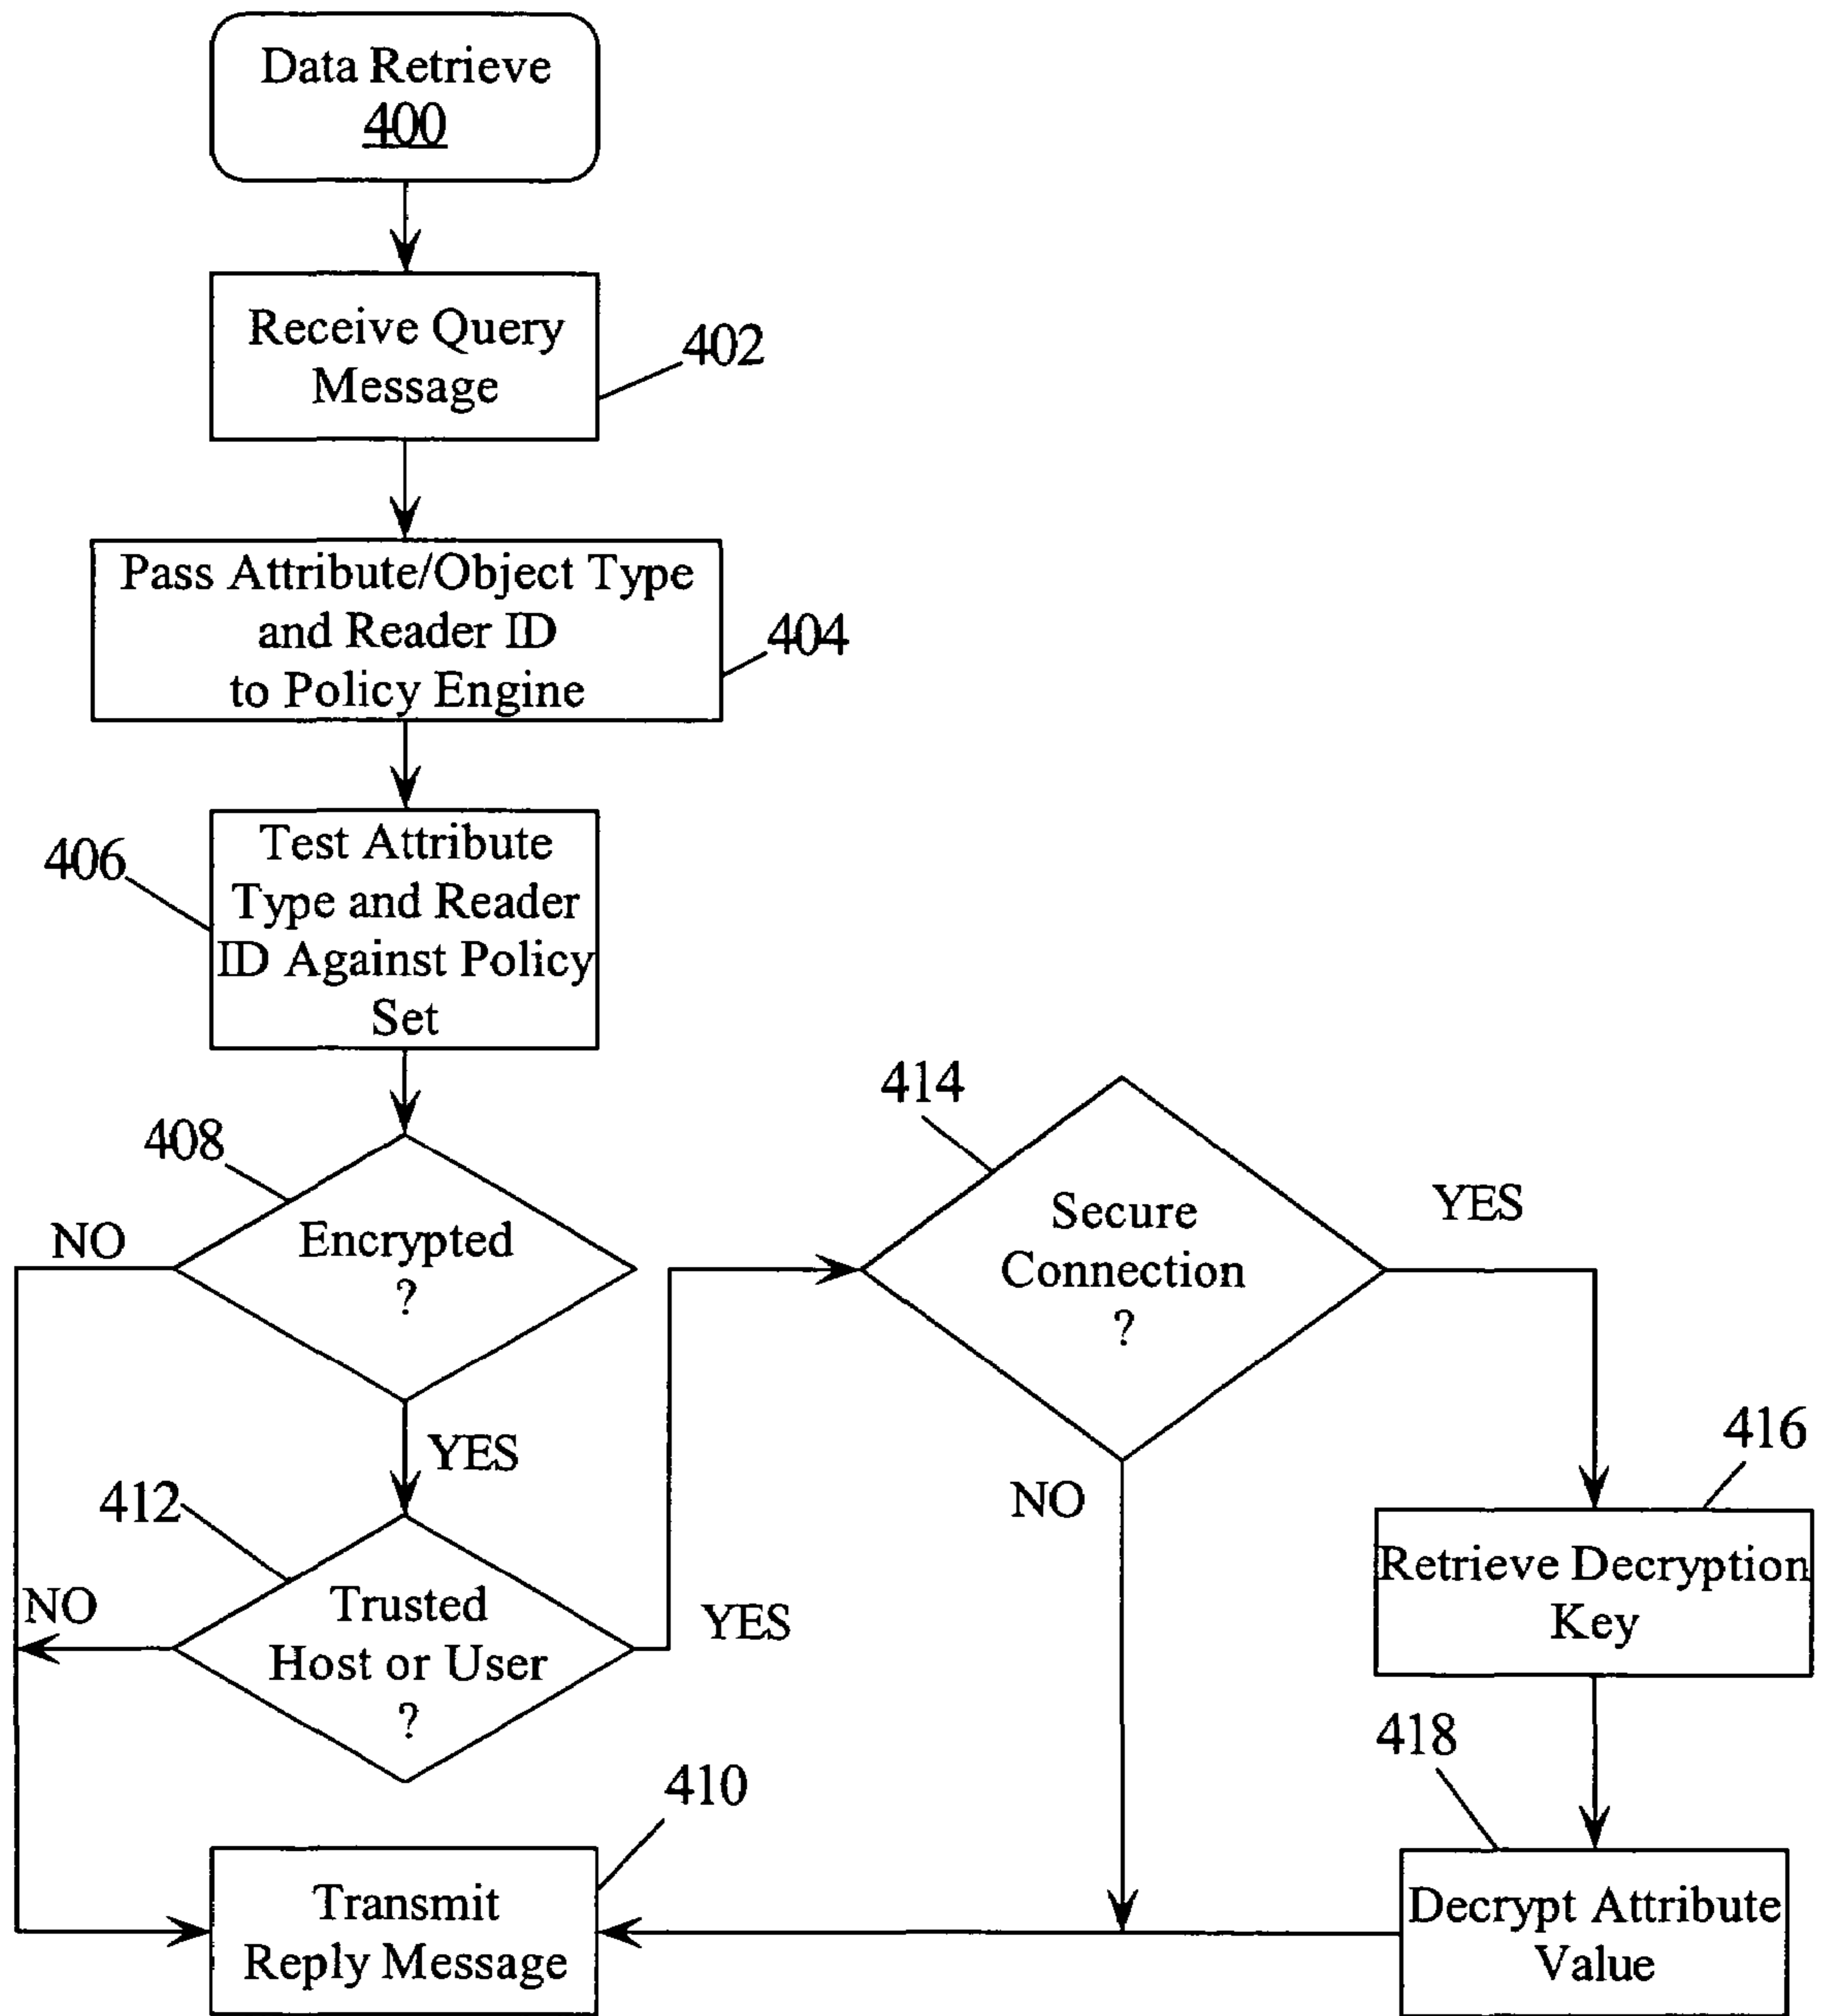 Data Retrieve
400
Receive Query
Message
402
Pass Attribute/Object Type
and Reader ID
to Policy Engine
404
Test Attribute
Type and Reader
ID Against Policy
Set
406
408
Encrypted
?
NO
YES
412
Trusted
Host or User
?
NO
YES
414
Secure
Connection
?
YES
NO
416
Retrieve Decryption
Key
418
Decrypt Attribute
Value
410
Transmit
Reply Message